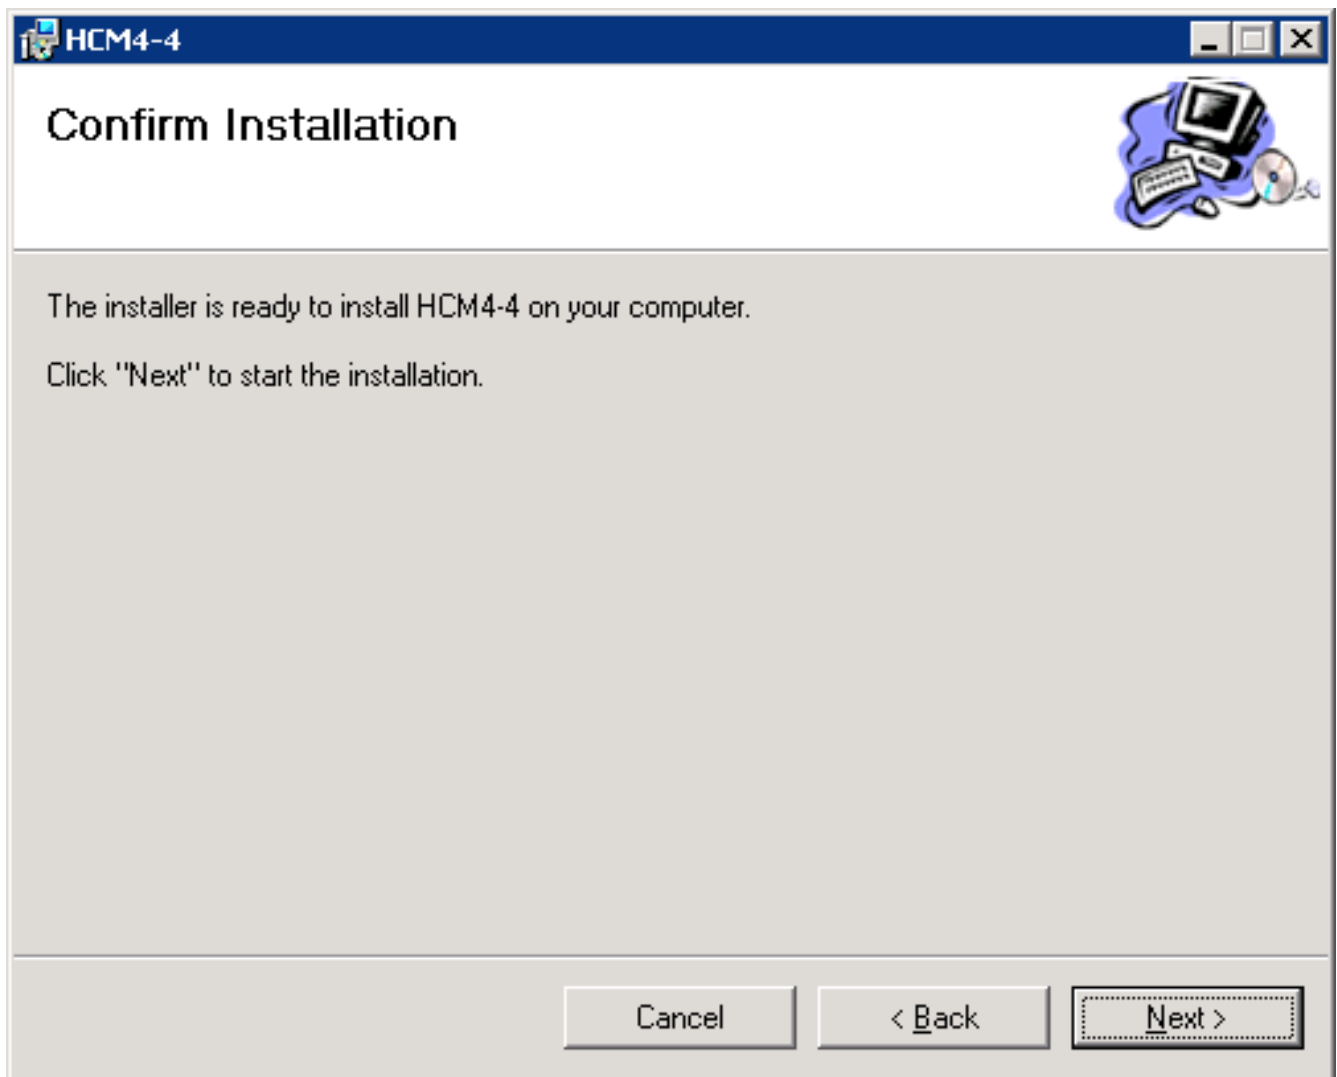 HCM4-4
Confirm Installation
The installer is ready to install HCM4-4 on your computer.
Click "Next" to start the installation.
Cancel
< Back
Next >